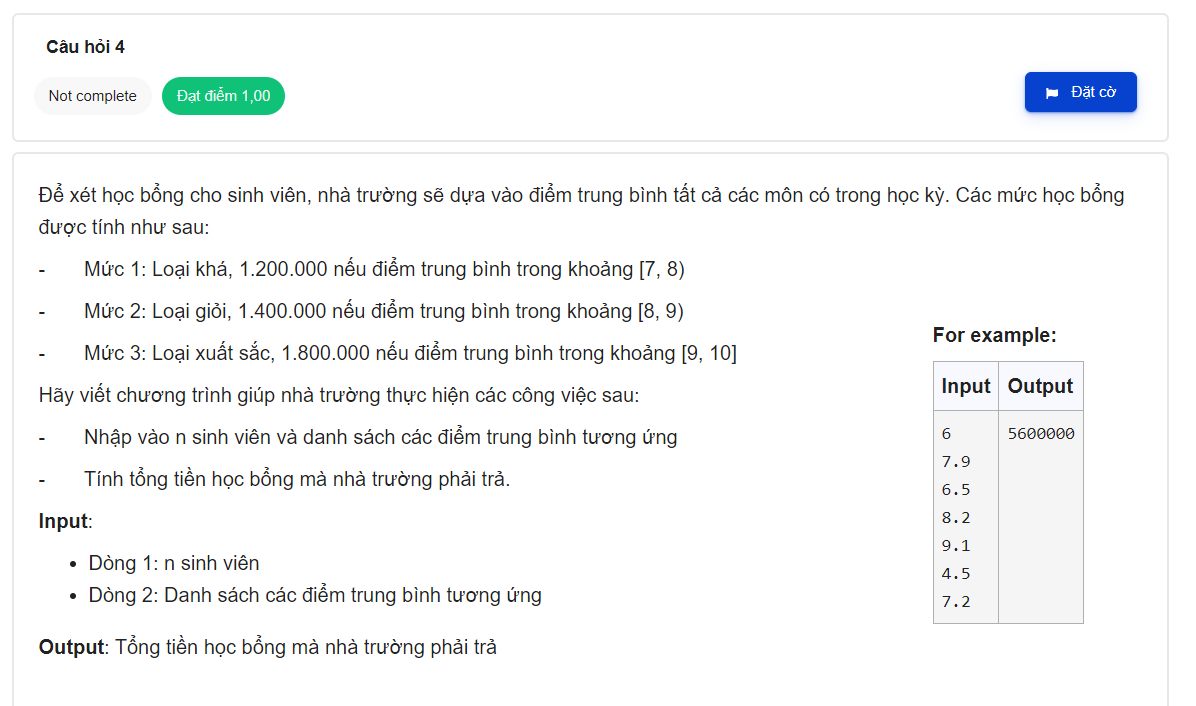 Câu hỏi 4
Not complete
Đạt điểm 1,00
Đặt cờ
Để xét học bổng cho sinh viên, nhà trường sẽ dựa vào điểm trung bình tất cả các môn có trong học kỳ. Các mức học bổng
được tính như sau:
- Mức 1: Loại khá, 1.200.000 nếu điểm trung bình trong khoảng [7, 8)
- Mức 2: Loại giỏi, 1.400.000 nếu điểm trung bình trong khoảng [8, 9)
- Mức 3: Loại xuất sắc, 1.800.000 nếu điểm trung bình trong khoảng [9, 10]
Hãy viết chương trình giúp nhà trường thực hiện các công việc sau:
- Nhập vào n sinh viên và danh sách các điểm trung bình tương ứng
- Tính tổng tiền học bổng mà nhà trường phải trả.
Input:
• Dòng 1: n sinh viên
• Dòng 2: Danh sách các điểm trung bình tương ứng
Output: Tổng tiền học bổng mà nhà trường phải trả
For example:
Input Output
6 5600000
7.9
6.5
8.2
9.1
4.5
7.2